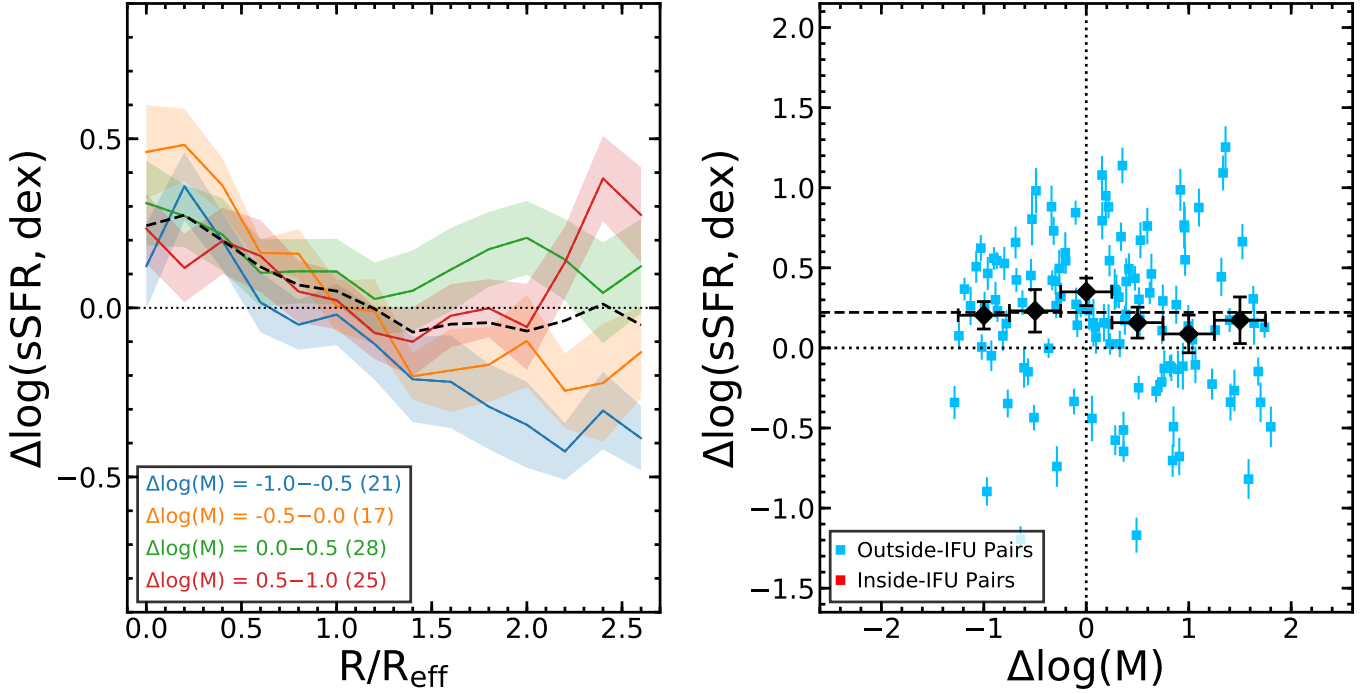 Δlog(sSFR, dex)
0.5
0.0
−0.5
Δlog(M) = -1.0−-0.5 (21)
Δlog(M) = -0.5−0.0 (17)
Δlog(M) = 0.0−0.5 (28)
Δlog(M) = 0.5−1.0 (25)
0.0 0.5 1.0 1.5 2.0 2.5
R/Reff
Δlog(sSFR, dex)
2.0
1.5
1.0
0.5
0.0
−0.5
−1.0
−1.5
Outside-IFU Pairs
Inside-IFU Pairs
−2 −1 0 1 2
Δlog(M)